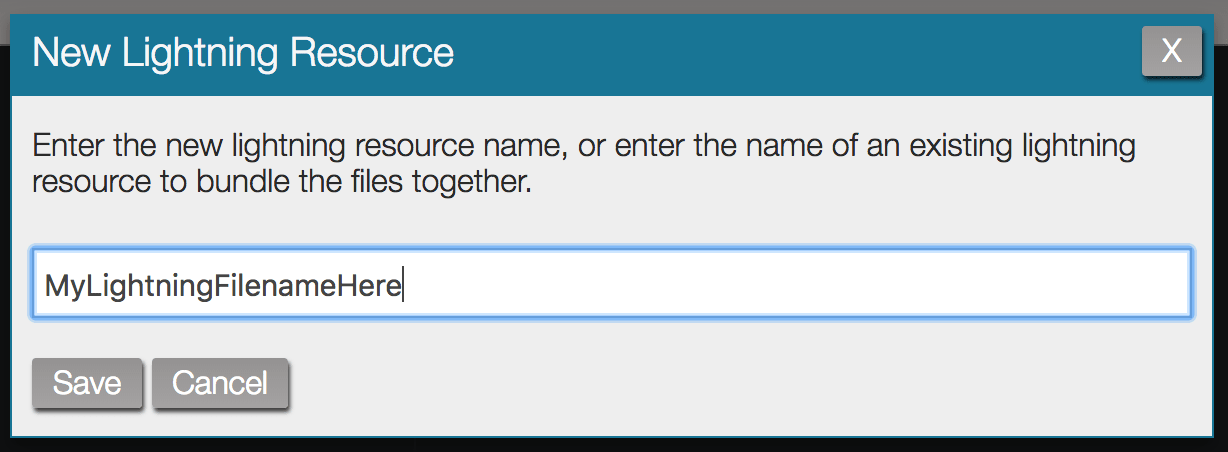 New Lightning Resource
X
Enter the new lightning resource name, or enter the name of an existing lightning
resource to bundle the files together.
MyLightningFilenameHere
Save Cancel